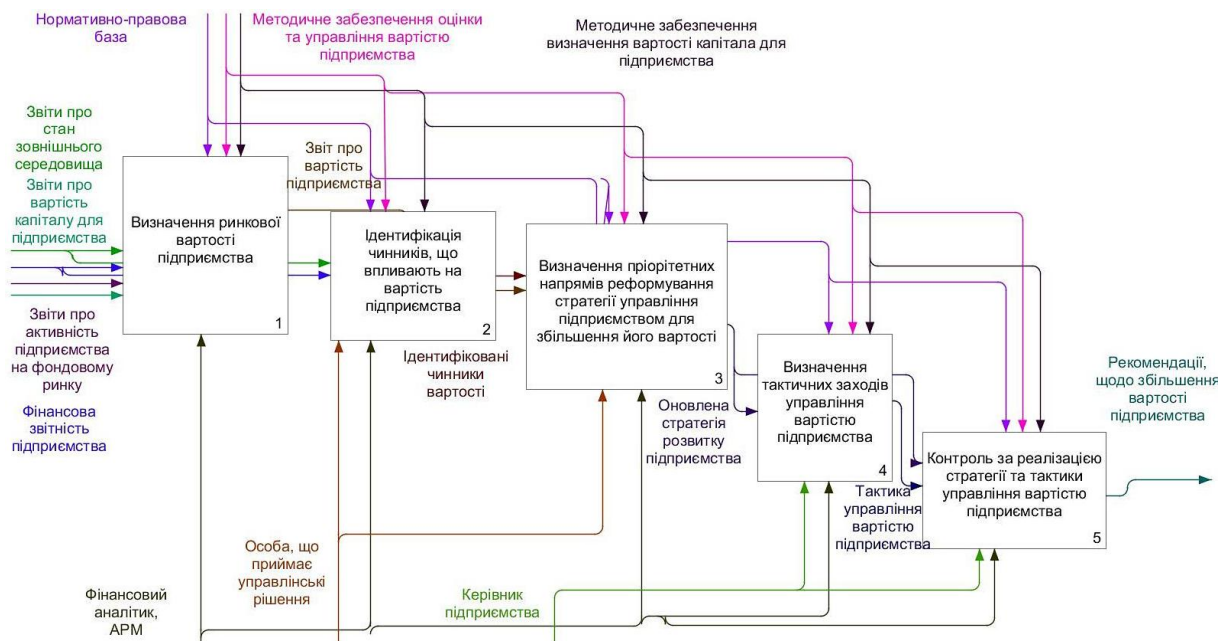 Нормативно-правова
база
Методичне забезпечення оцінки
та управління вартістю
підприємства
Методичне забезпечення
визначення вартості капітала для
підприємства
Звіти про
стан
зовнішнього
середовища
Звіти про
вартість
капіталу для
підприємства
Звіти про
активність
підприємства
на фондовому
ринку
Фінансова
звітність
підприємства
Визначення ринкової
вартості
підприємства
1
Звіт про
вартість
підприємства
Ідентифікація
чинників, що
впливають на
вартість
підприємства
2
Ідентифіковані
чинники
вартості
Визначення пріорітетних
напрямів реформування
стратегії управління
підприємством для
збільшення його вартості
3
Оновлена
стратегія
розвитку
підприємства
Визначення
тактичних заходів
управління
вартістю
підприємства
4
Тактика
управління
вартістю
підприємства
Контроль за реалізацією
стратегії та тактики
управління вартістю
підприємства
5
Рекомендації,
щодо збільшення
вартості
підприємства
Особа, що
приймає
управлінські
рішення
Фінансовий
аналітик,
АРМ
Керівник
підприємства